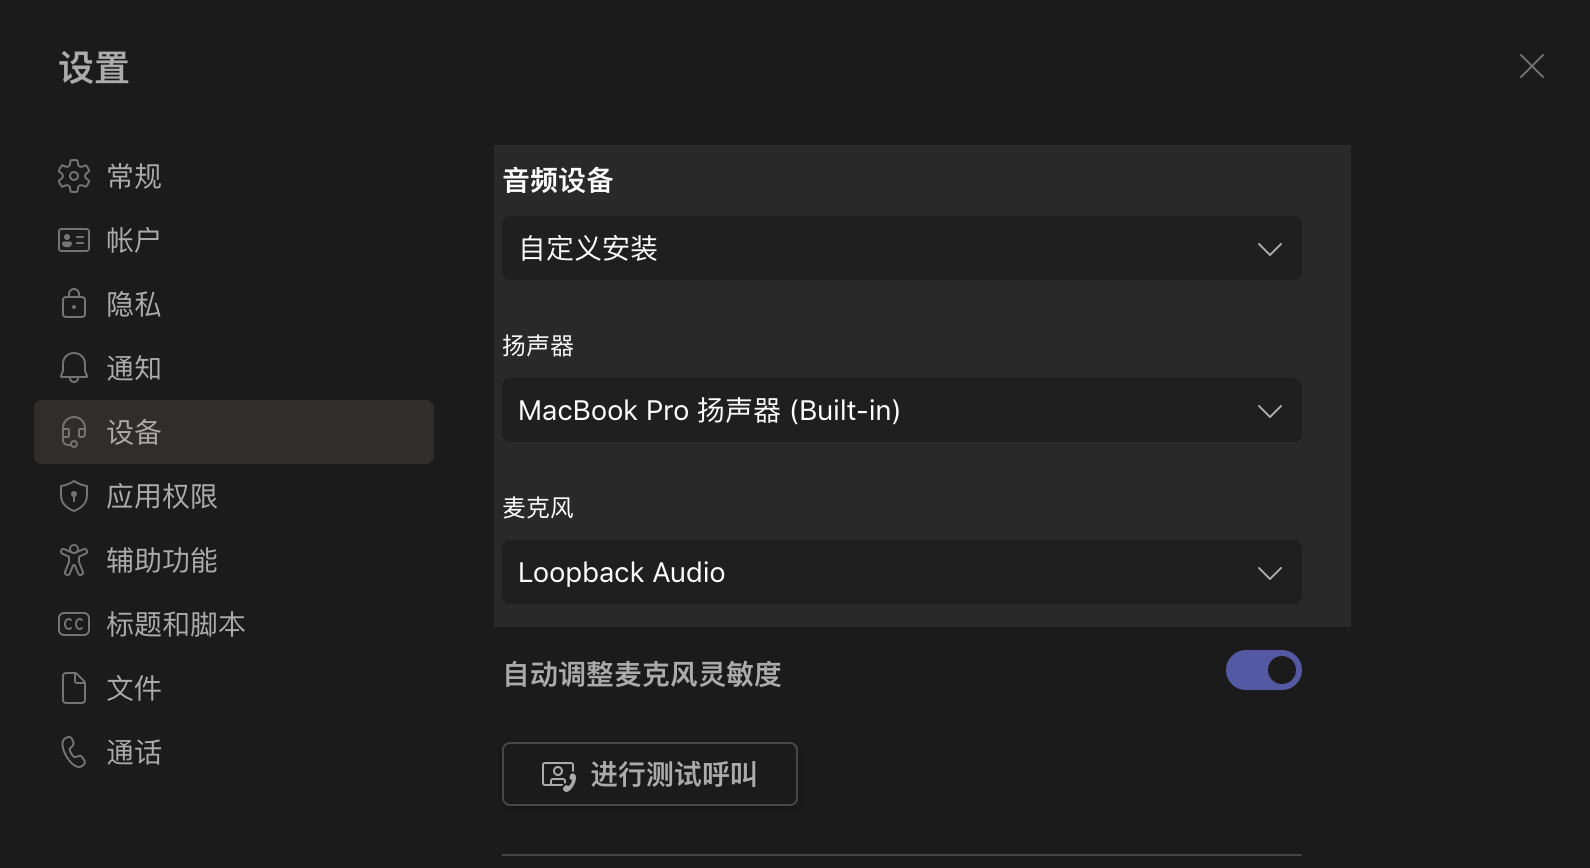 设置
常规
帐户
隐私
通知
设备
应用权限
辅助功能
CC 标题和脚本
文件
通话
音频设备
自定义安装
扬声器
MacBook Pro 扬声器 (Built-in)
麦克风
Loopback Audio
自动调整麦克风灵敏度
进行测试呼叫